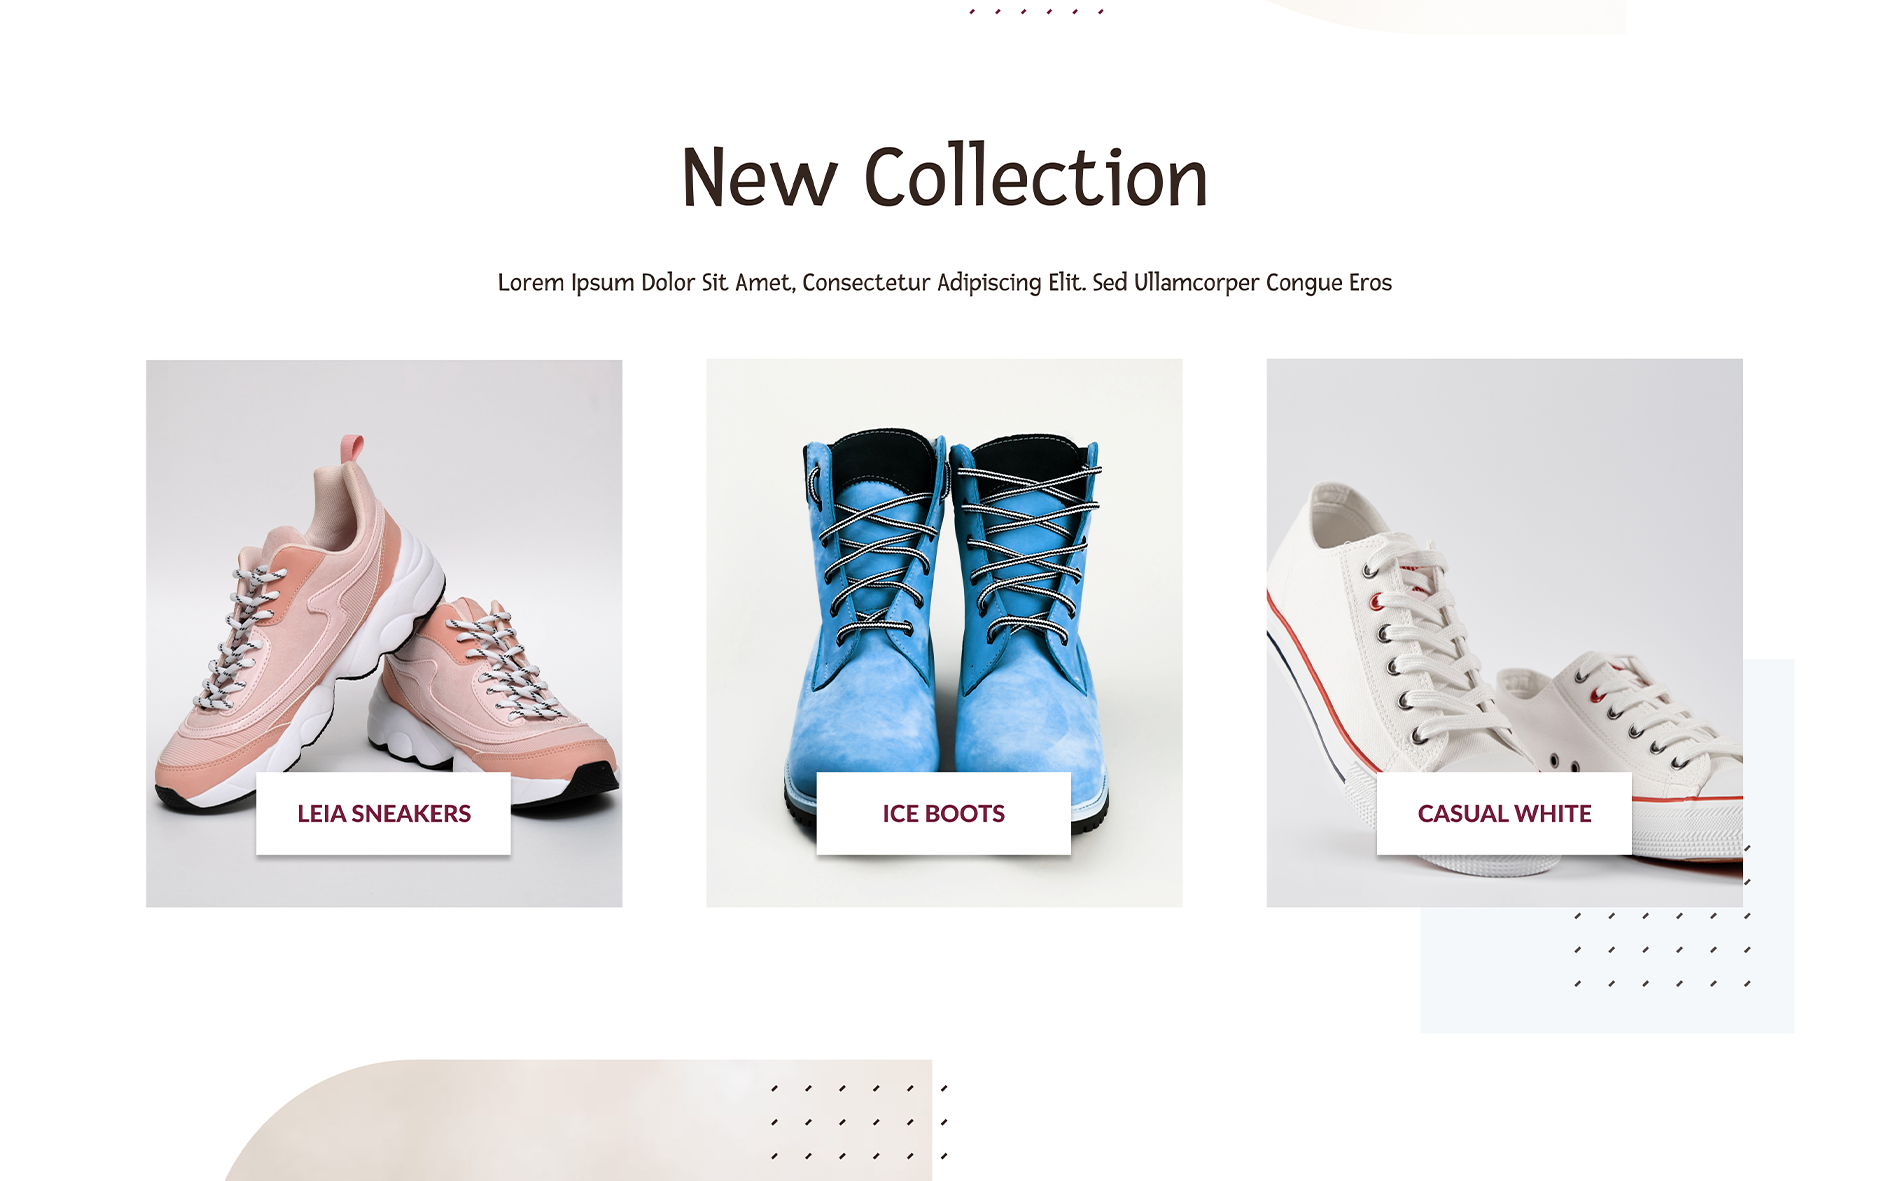 New Collection
Lorem Ipsum Dolor Sit Amet, Consectetur Adipiscing Elit. Sed Ullamcorper Congue Eros
LEIA SNEAKERS
ICE BOOTS
CASUAL WHITE